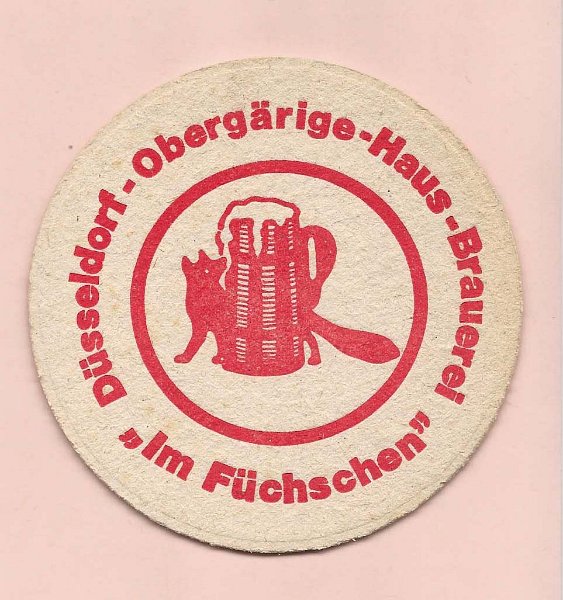 Düsseldorf-Obergärige-Haus-Brauerei
„Im Füchschen"